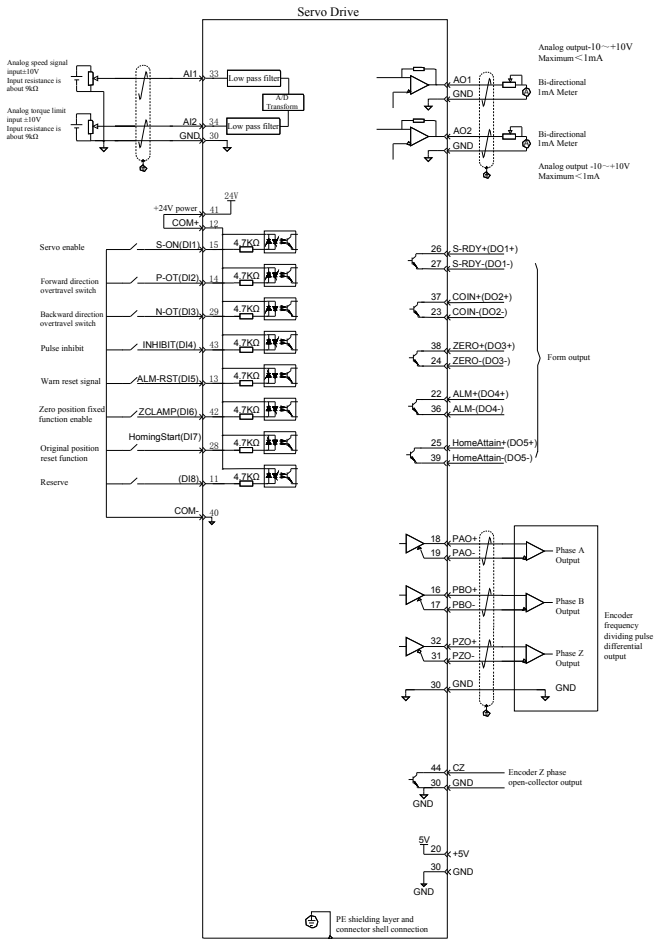 Servo Drive
Analog speed signal
input±10V
Input resistance is
about 9kΩ
AI1
33
Low pass filter
A/D
Transform
Analog torque limit
input ±10V
Input resistance is
about 9kΩ
AI2
34
Low pass filter
GND
30
Analog output-10～+10V
Maximum＜1mA
AO1
GND
Bi-directional
1mA Meter
AO2
GND
Bi-directional
1mA Meter
Analog output -10～+10V
Maximum＜1mA
24V
+24V power
41
COM+
12
Servo enable
S-ON(DI1)
15
4.7KΩ
Forward direction
overtravel switch
P-OT(DI2)
14
4.7KΩ
Backward direction
overtravel switch
N-OT(DI3)
29
4.7KΩ
Pulse inhibit
INHIBIT(DI4)
43
4.7KΩ
Warn reset signal
ALM-RST(DI5)
13
4.7KΩ
Zero position fixed
function enable
ZCLAMP(DI6)
42
4.7KΩ
Original position
reset function
HomingStart(DI7)
28
4.7KΩ
Reserve
(DI8)
11
4.7KΩ
COM-
40
26 S-RDY+(DO1+)
27 S-RDY-(DO1-)
37 COIN+(DO2+)
23 COIN-(DO2-)
38 ZERO+(DO3+)
24 ZERO-(DO3-)
22 ALM+(DO4+)
36 ALM-(DO4-)
25 HomeAttain+(DO5+)
39 HomeAttain-(DO5-)
Form output
18 PAO+
19 PAO-
Phase A
Output
16 PBO+
17 PBO-
Phase B
Output
32 PZO+
31 PZO-
Phase Z
Output
30 GND
GND
Encoder
frequency
dividing pulse
differential
output
44 CZ
30 GND
GND
Encoder Z phase
open-collector output
5V
20 +5V
30 GND
GND
PE shielding layer and
connector shell connection